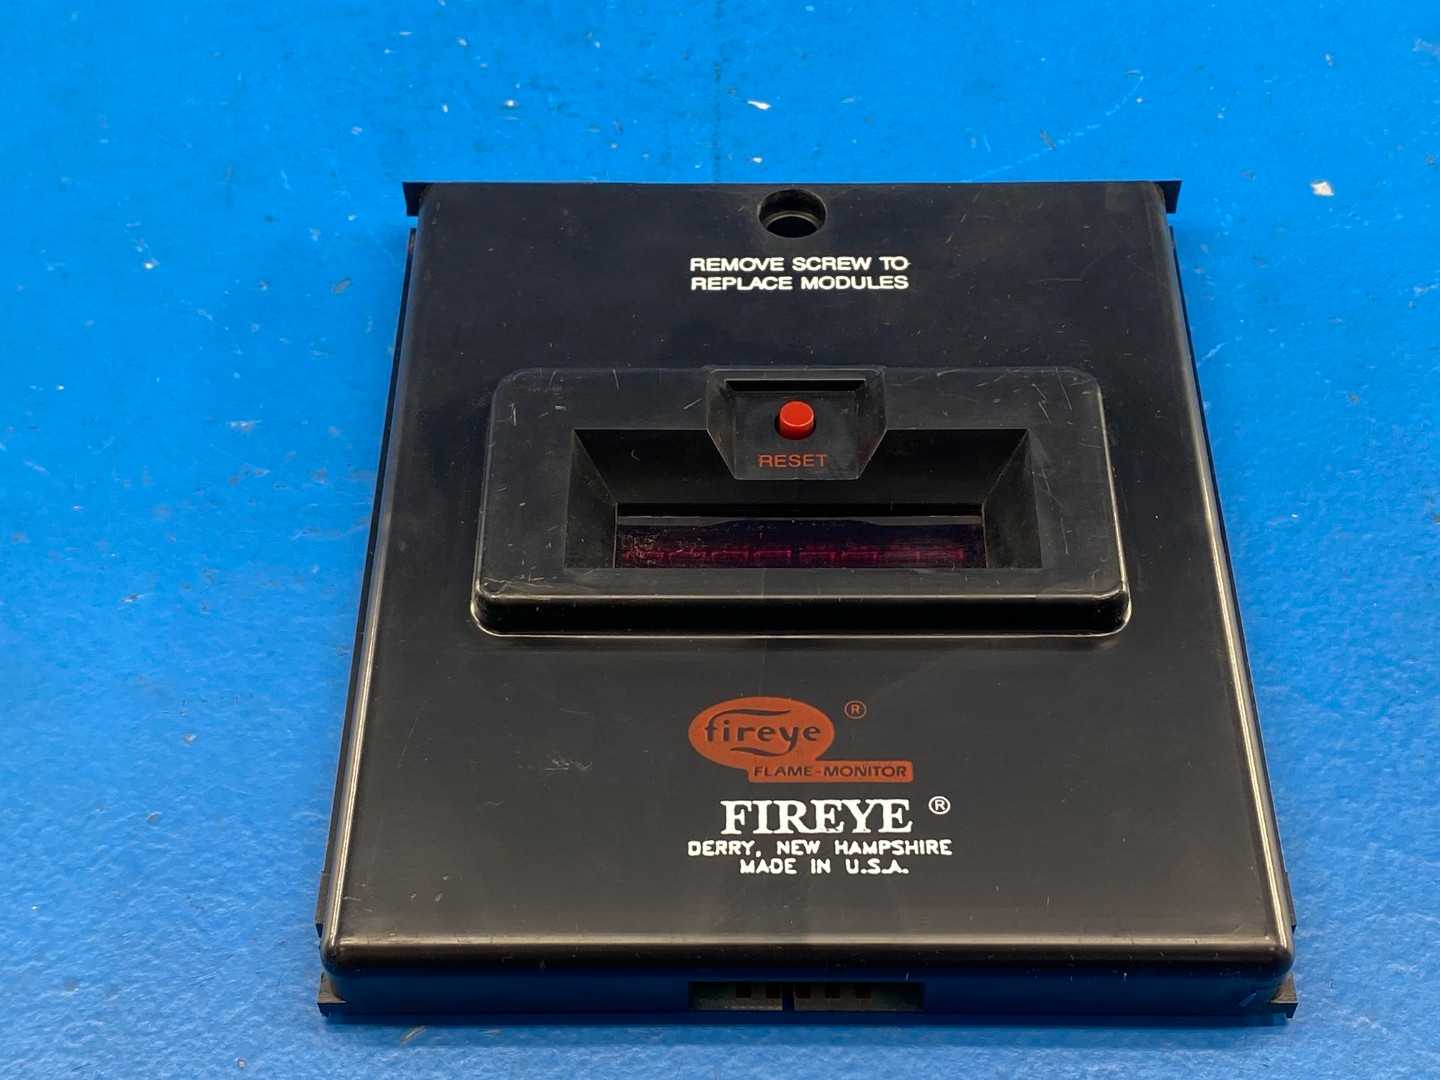 REMOVE SCREW TO
REPLACE MODULES
RESET
fireye ®
FLAME-MONITOR
FIREYE ®
DERRY, NEW HAMPSHIRE
MADE IN U.S.A.